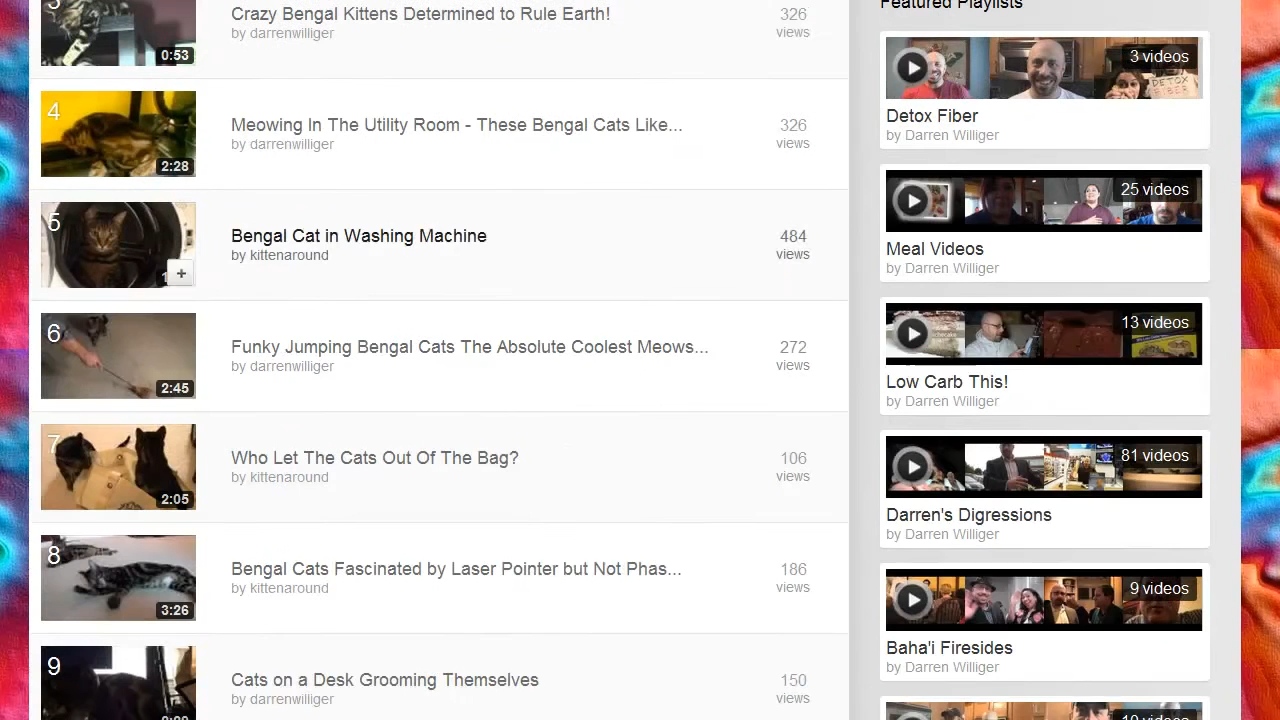 3
Crazy Bengal Kittens Determined to Rule Earth!
by darrenwilliger
326
views
0:53
4
Meowing In The Utility Room - These Bengal Cats Like...
by darrenwilliger
326
views
2:28
5
Bengal Cat in Washing Machine
by kittenaround
484
views
+
6
Funky Jumping Bengal Cats The Absolute Coolest Meows...
by darrenwilliger
272
views
2:45
7
Who Let The Cats Out Of The Bag?
by kittenaround
106
views
2:05
8
Bengal Cats Fascinated by Laser Pointer but Not Phas...
by kittenaround
186
views
3:26
9
Cats on a Desk Grooming Themselves
by darrenwilliger
150
views
Featured Playlists
3 videos
DETOX
FIBER
Detox Fiber
by Darren Williger
25 videos
Meal Videos
by Darren Williger
13 videos
Low Carb This!
by Darren Williger
81 videos
Darren's Digressions
by Darren Williger
9 videos
Baha'i Firesides
by Darren Williger
videos